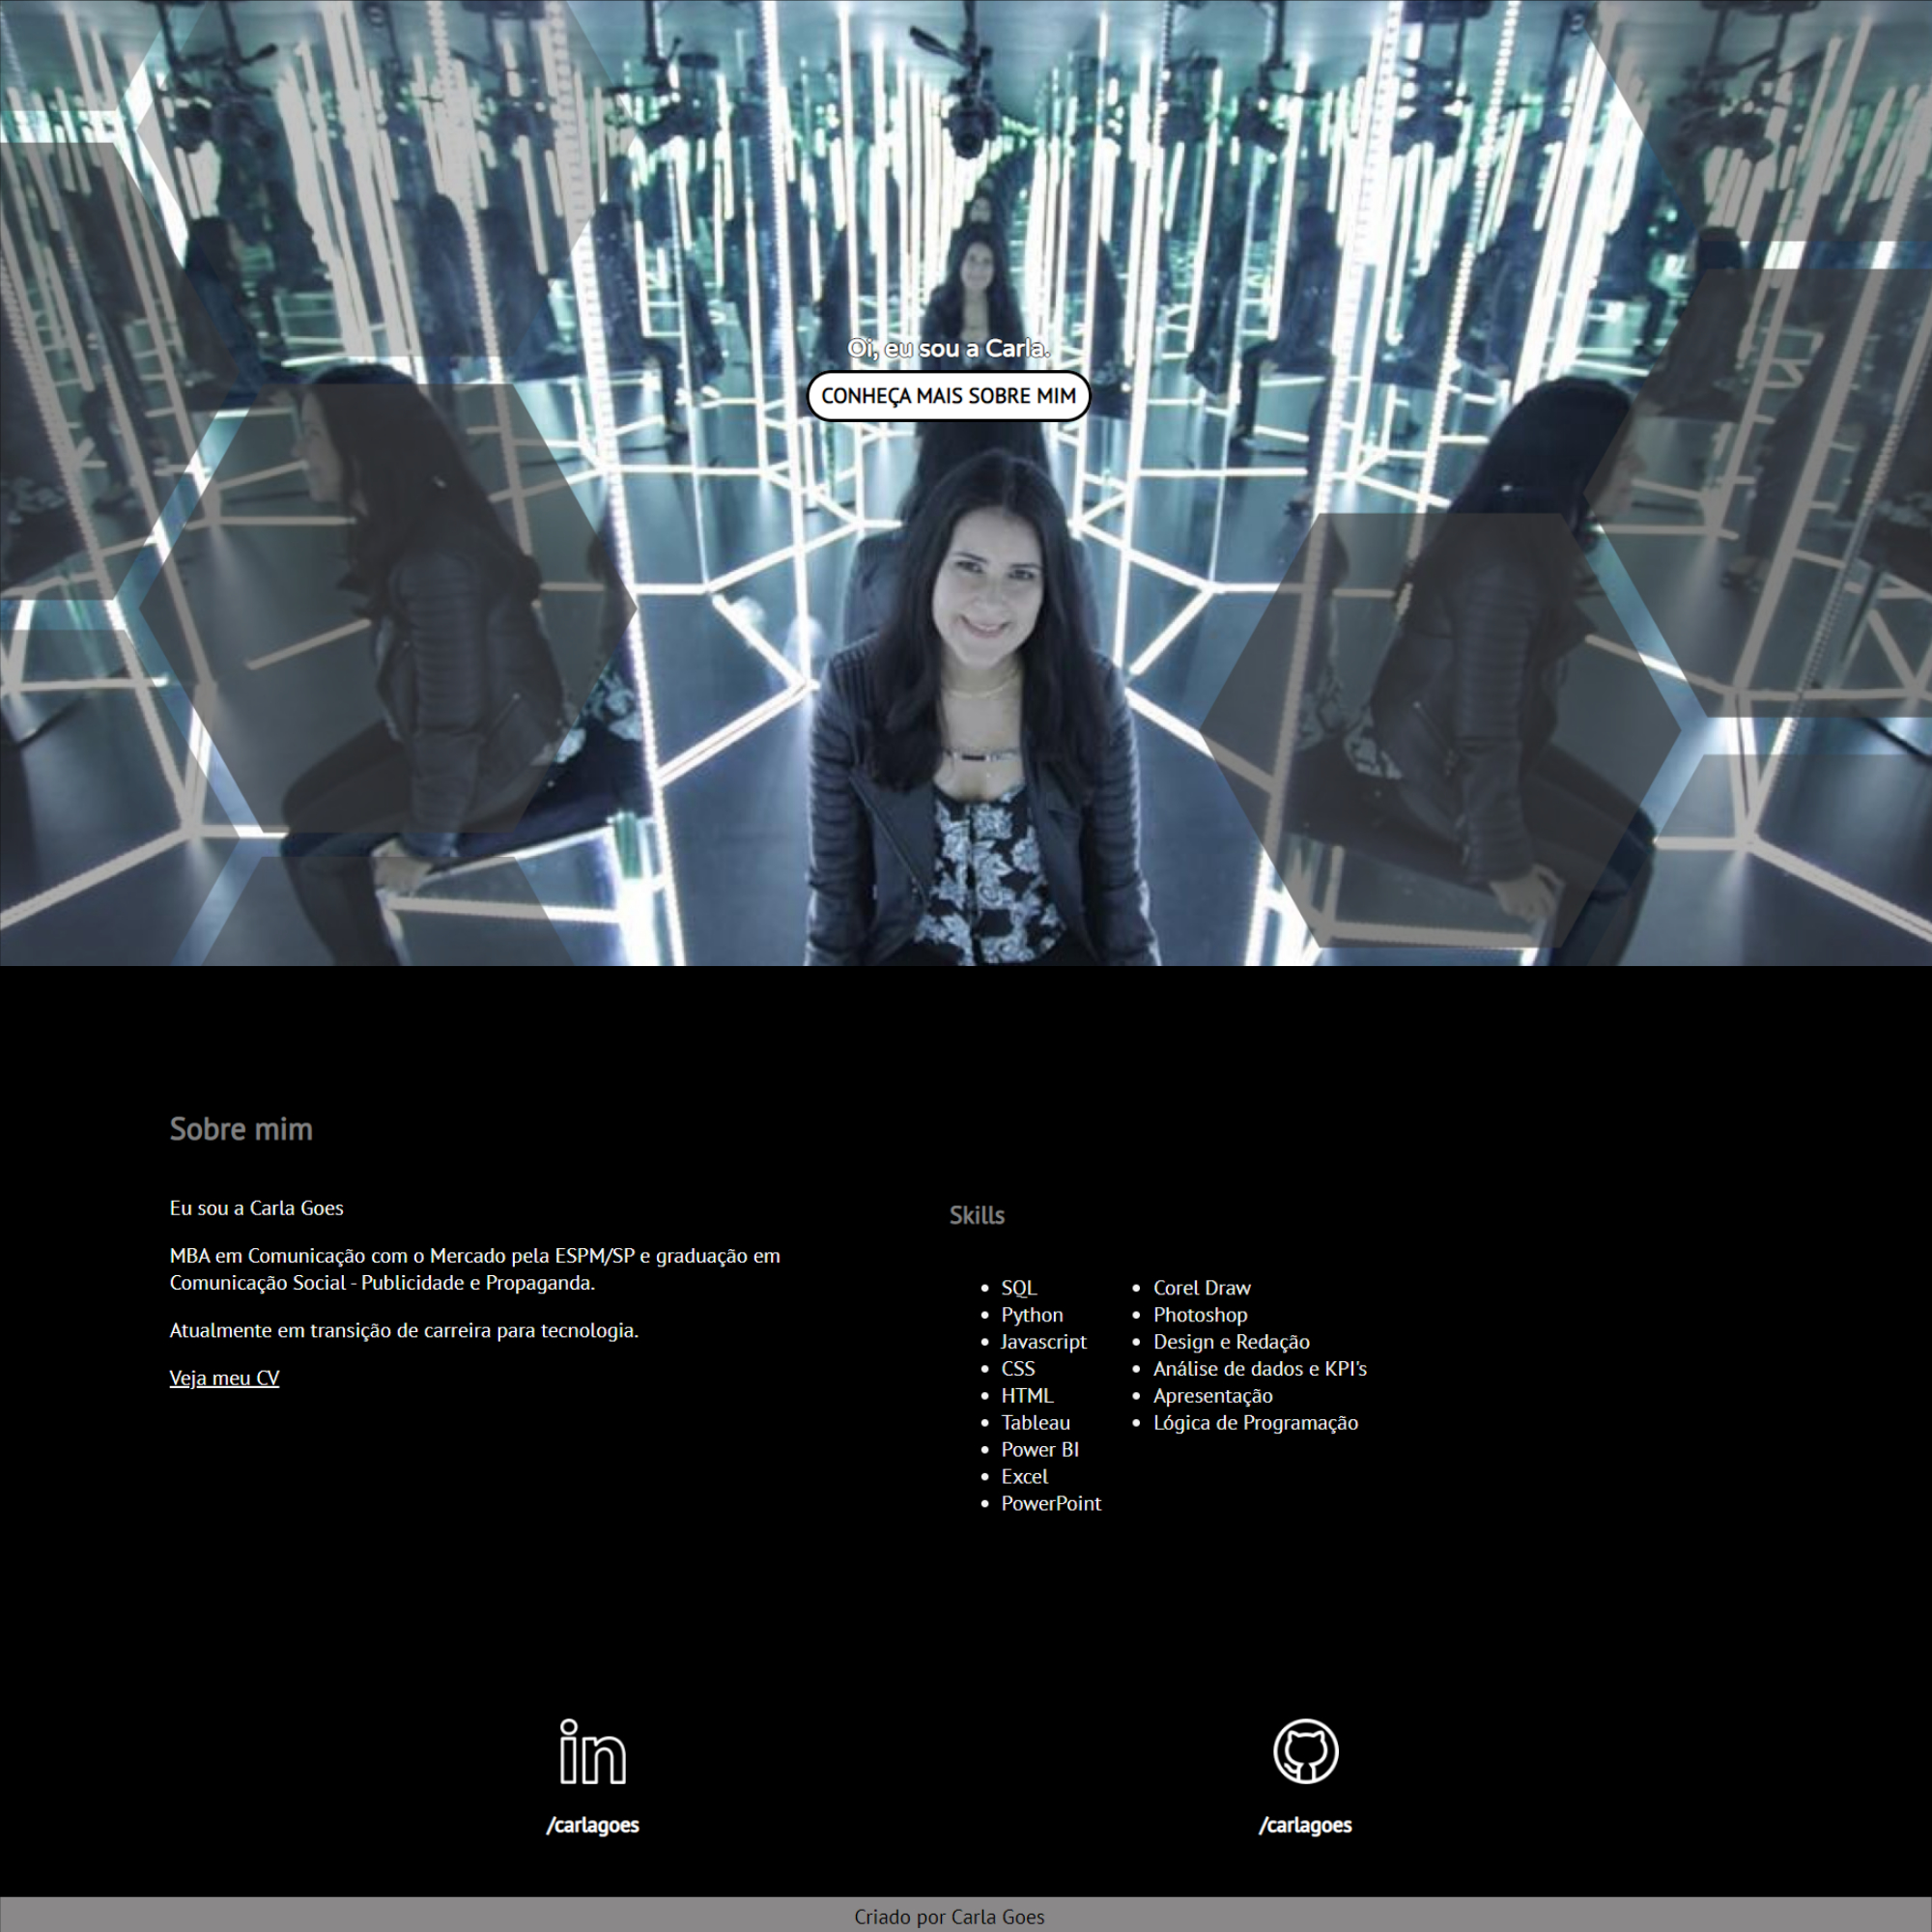 Oi, eu sou a Carla.
CONHEÇA MAIS SOBRE MIM
Sobre mim
Eu sou a Carla Goes
MBA em Comunicação com o Mercado pela ESPM/SP e graduação em
Comunicação Social - Publicidade e Propaganda.
Atualmente em transição de carreira para tecnologia.
Veja meu CV
Skills
SQL
Python
Javascript
CSS
HTML
Tableau
Power BI
Excel
PowerPoint
Corel Draw
Photoshop
Design e Redação
Análise de dados e KPI's
Apresentação
Lógica de Programação
in
/carlagoes
/carlagoes
Criado por Carla Goes